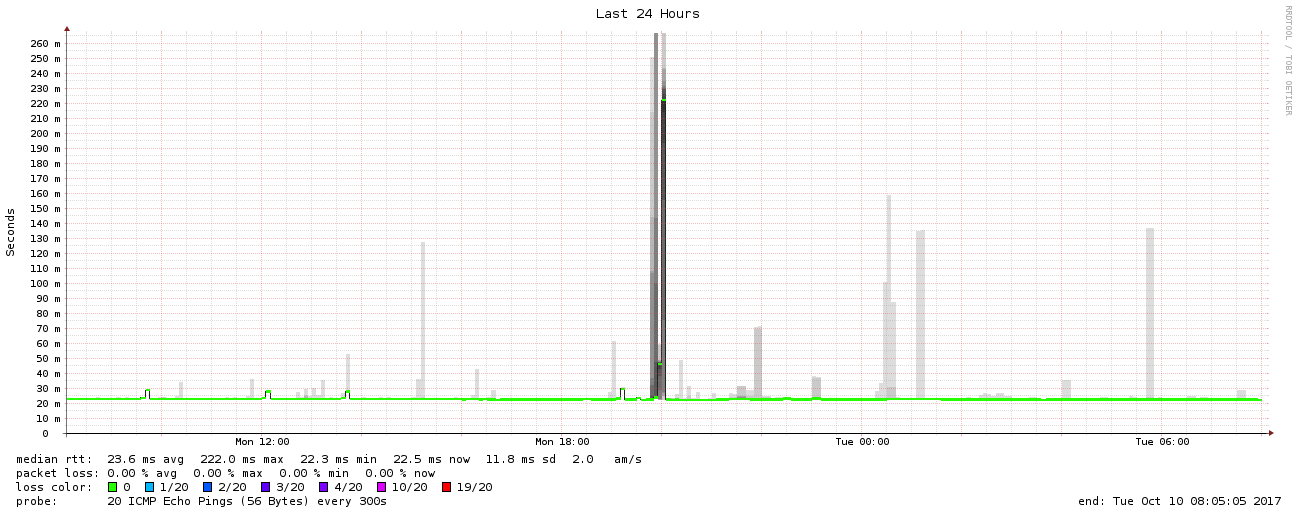 Last 24 Hours
RRDTOOL / TOBI OETIKER
Seconds
260 m
250 m
240 m
230 m
220 m
210 m
200 m
190 m
180 m
170 m
160 m
150 m
140 m
130 m
120 m
110 m
100 m
90 m
80 m
70 m
60 m
50 m
40 m
30 m
20 m
10 m
0
Mon 12:00 Mon 18:00 Tue 00:00 Tue 06:00
median rtt: 23.6 ms avg 222.0 ms max 22.3 ms min 22.5 ms now 11.8 ms sd 2.0 am/s
packet loss: 0.00 % avg 0.00 % max 0.00 % min 0.00 % now
loss color: 0 1/20 2/20 3/20 4/20 10/20 19/20
probe: 20 ICMP Echo Pings (56 Bytes) every 300s end: Tue Oct 10 08:05:05 2017